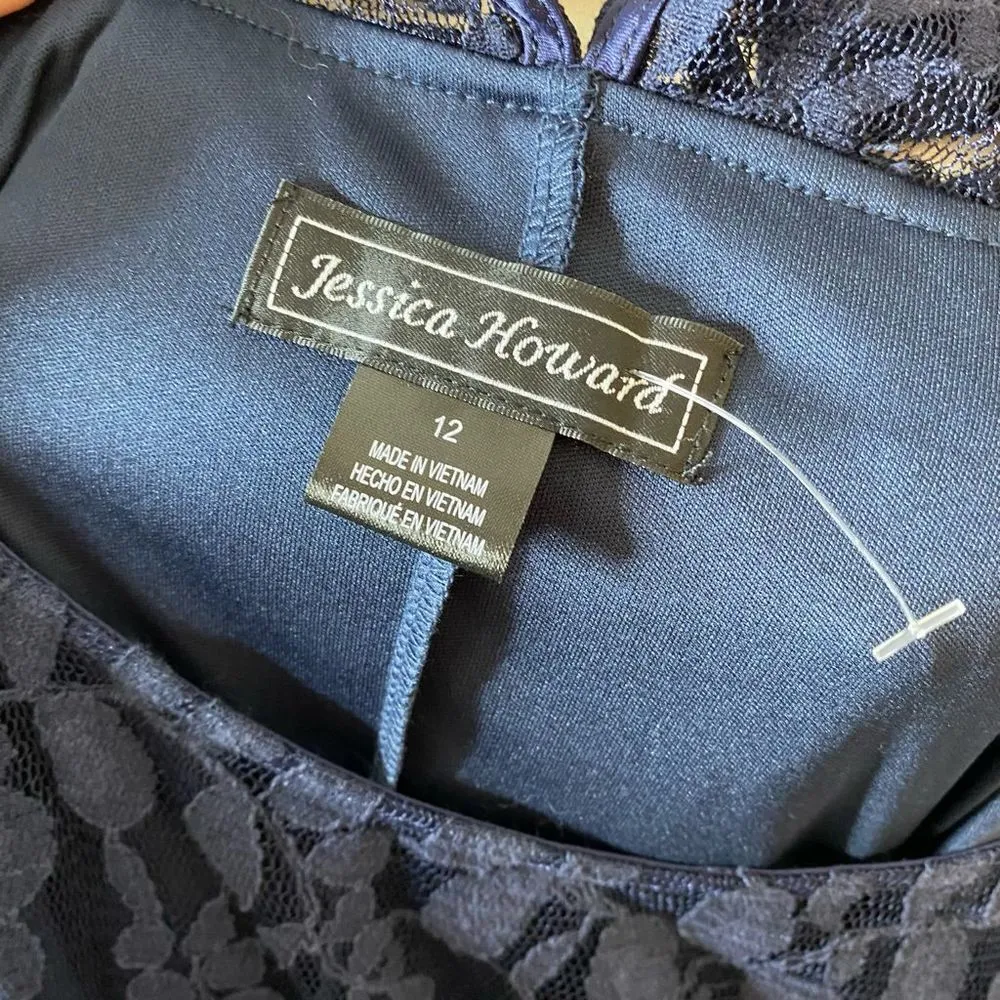 Jessica Howard
12
MADE IN VIETNAM
HECHO EN VIETNAM
FABRIQUÉ EN VIETNAM